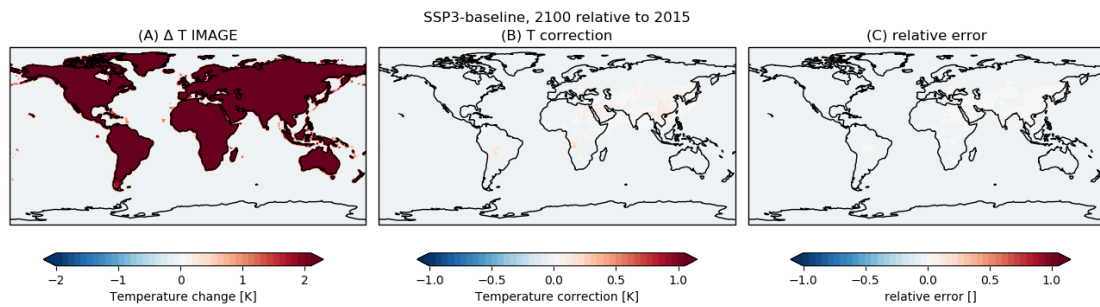 SSP3-baseline, 2100 relative to 2015
(A) Δ T IMAGE
(B) T correction
(C) relative error
−2 −1 0 1 2
Temperature change [K]
−1.0 −0.5 0.0 0.5 1.0
Temperature correction [K]
−1.0 −0.5 0.0 0.5 1.0
relative error []